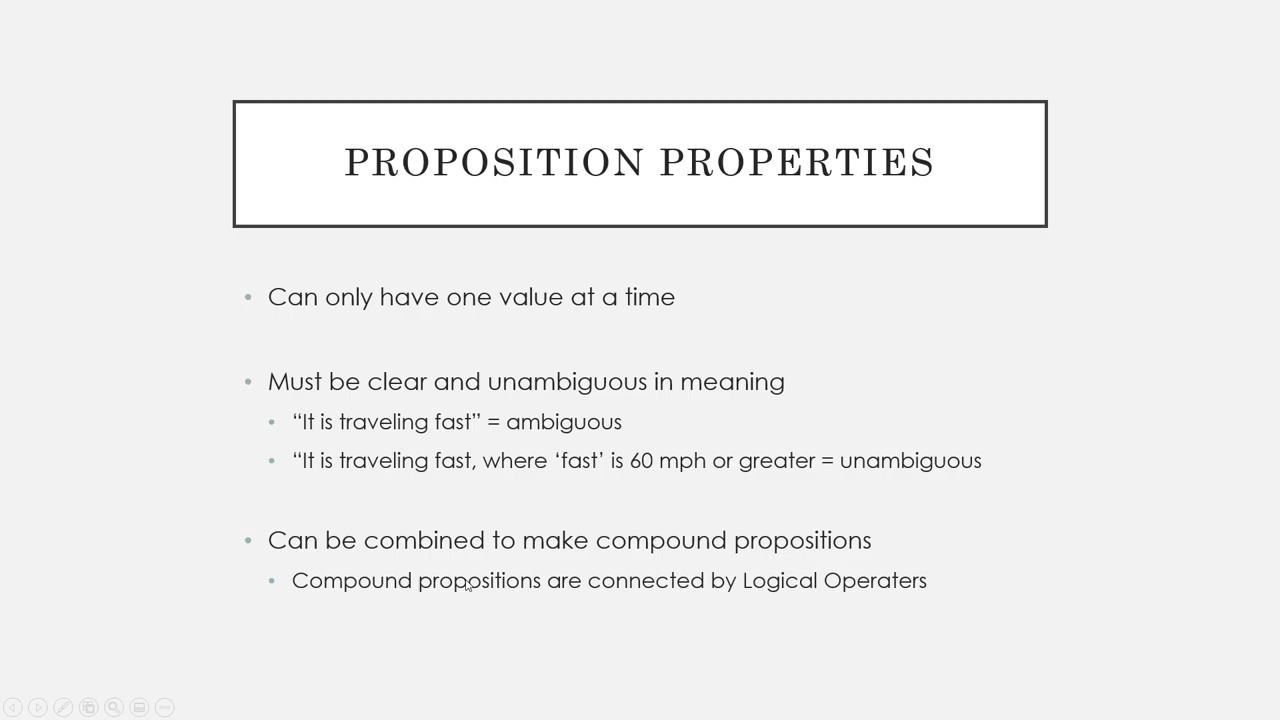 PROPOSITION PROPERTIES
• Can only have one value at a time
• Must be clear and unambiguous in meaning
• “It is traveling fast” = ambiguous
• “It is traveling fast, where ‘fast’ is 60 mph or greater = unambiguous
• Can be combined to make compound propositions
• Compound propositions are connected by Logical Operaters